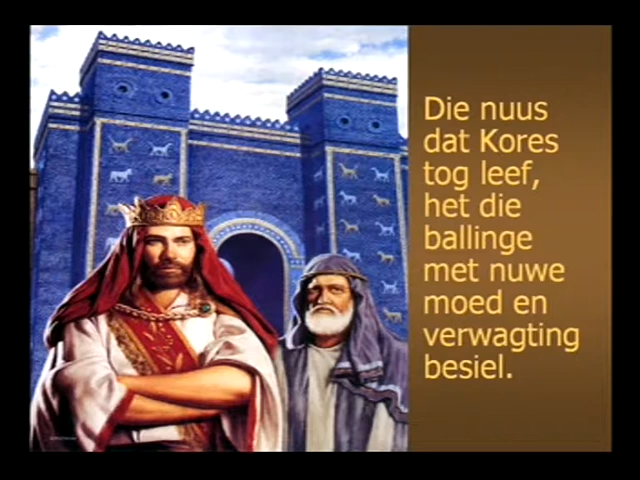 Die nuus
dat Kores
tog leef,
het die
ballinge
met nuwe
moed en
verwagting
besiel.